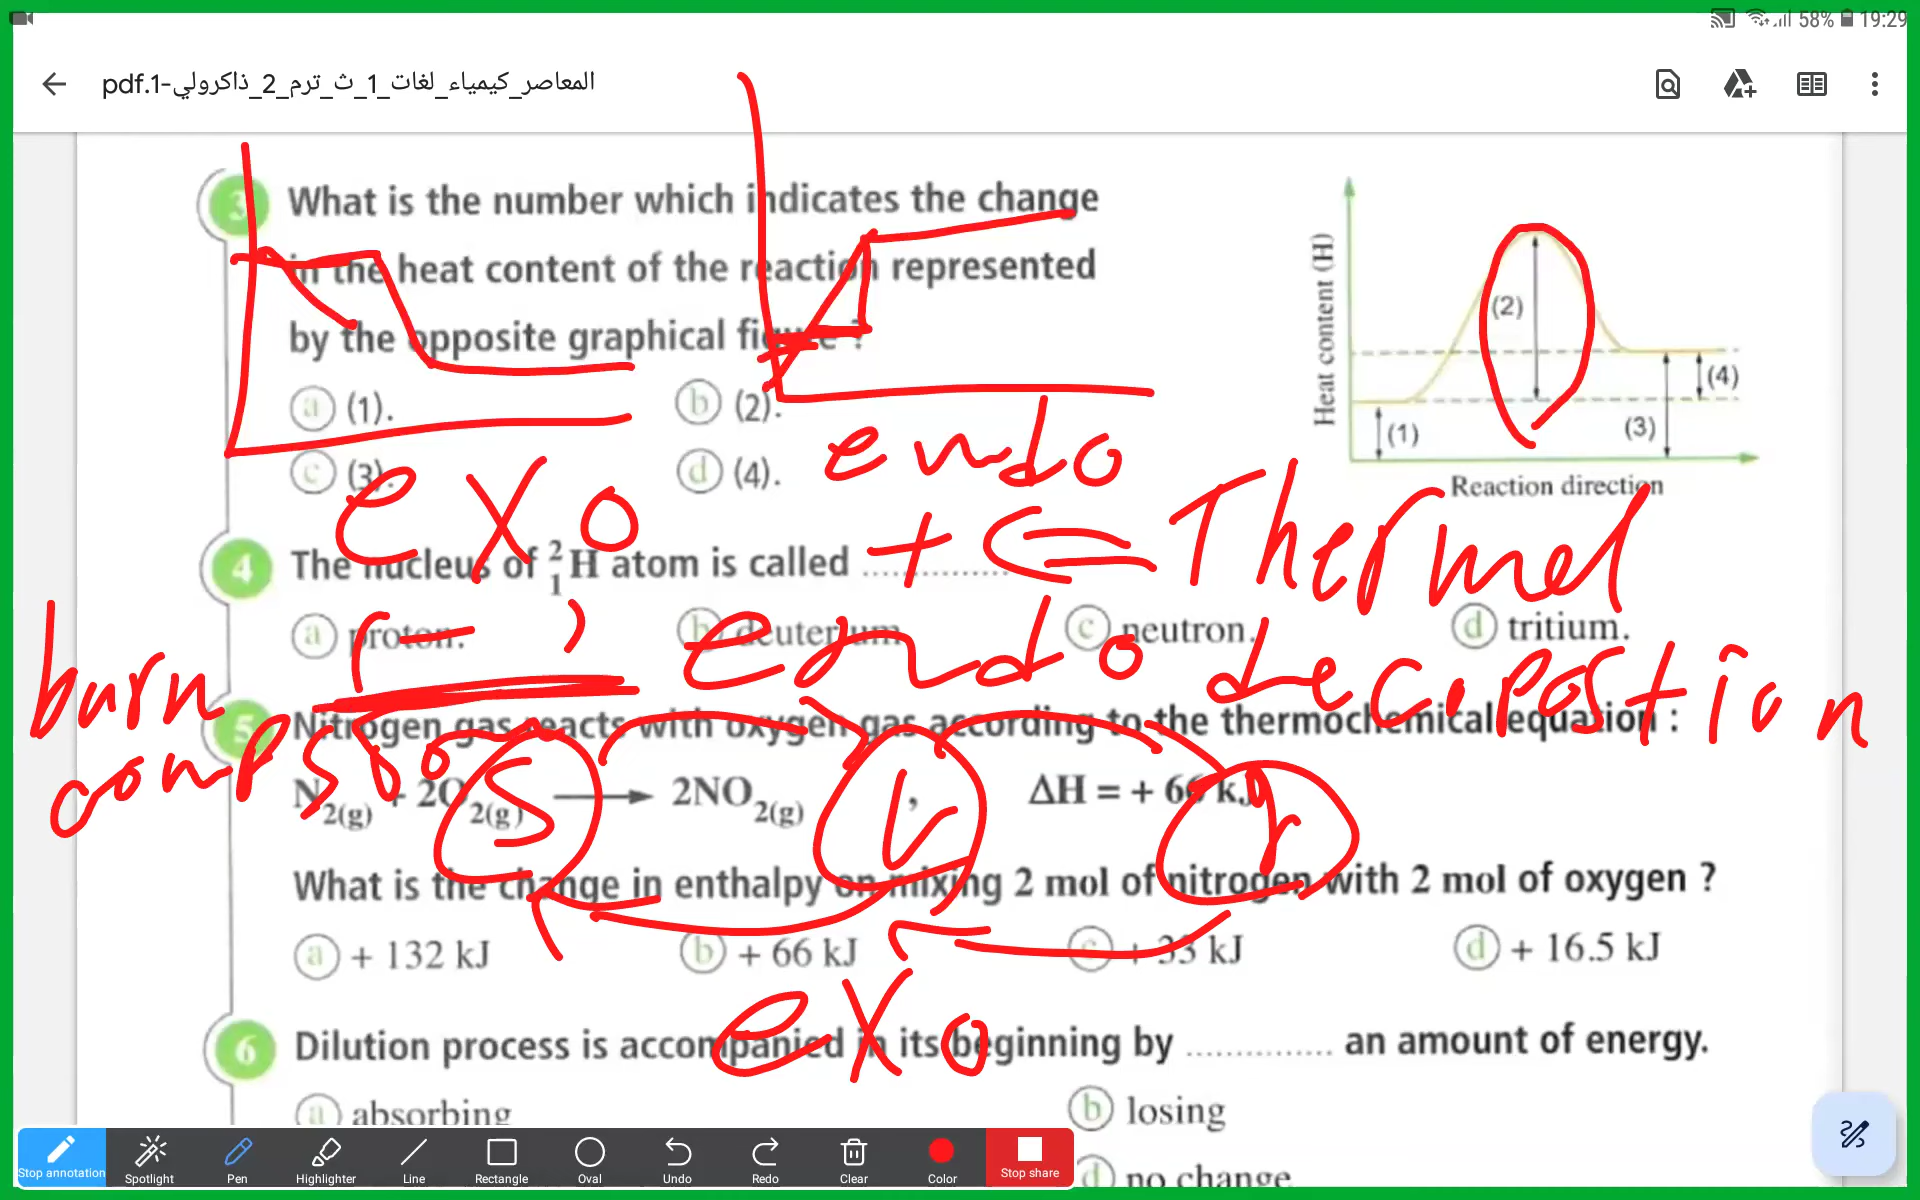 58% 19:29
المعاصر_كيمياء_لغات_1_ث_ترم_2_ذاكرولي-1.pdf
3 What is the number which indicates the change
in the heat content of the reaction represented
by the opposite graphical figure ?
a (1). b (2).
c (3). d (4).
Heat content (H)
(2)
(4)
(3)
(1)
Reaction direction
exo
endo
+ Thermel
4 The nucleus of ²₁H atom is called ..............
a proton. b deuterium. c neutron. d tritium.
burn (-) endo
5 Nitrogen gas reacts with oxygen gas according to the thermochemical equation :
N2(g) + 2O2(g) → 2NO2(g) , ΔH = + 66 kJ
S L
What is the change in enthalpy on mixing 2 mol of nitrogen with 2 mol of oxygen ?
a + 132 kJ b + 66 kJ c + 33 kJ d + 16.5 kJ
exo
6 Dilution process is accompanied in its beginning by .............. an amount of energy.
a absorbing b losing
d no change
Stop annotation Spotlight Pen Highlighter Line Rectangle Oval Undo Redo Clear Color Stop share